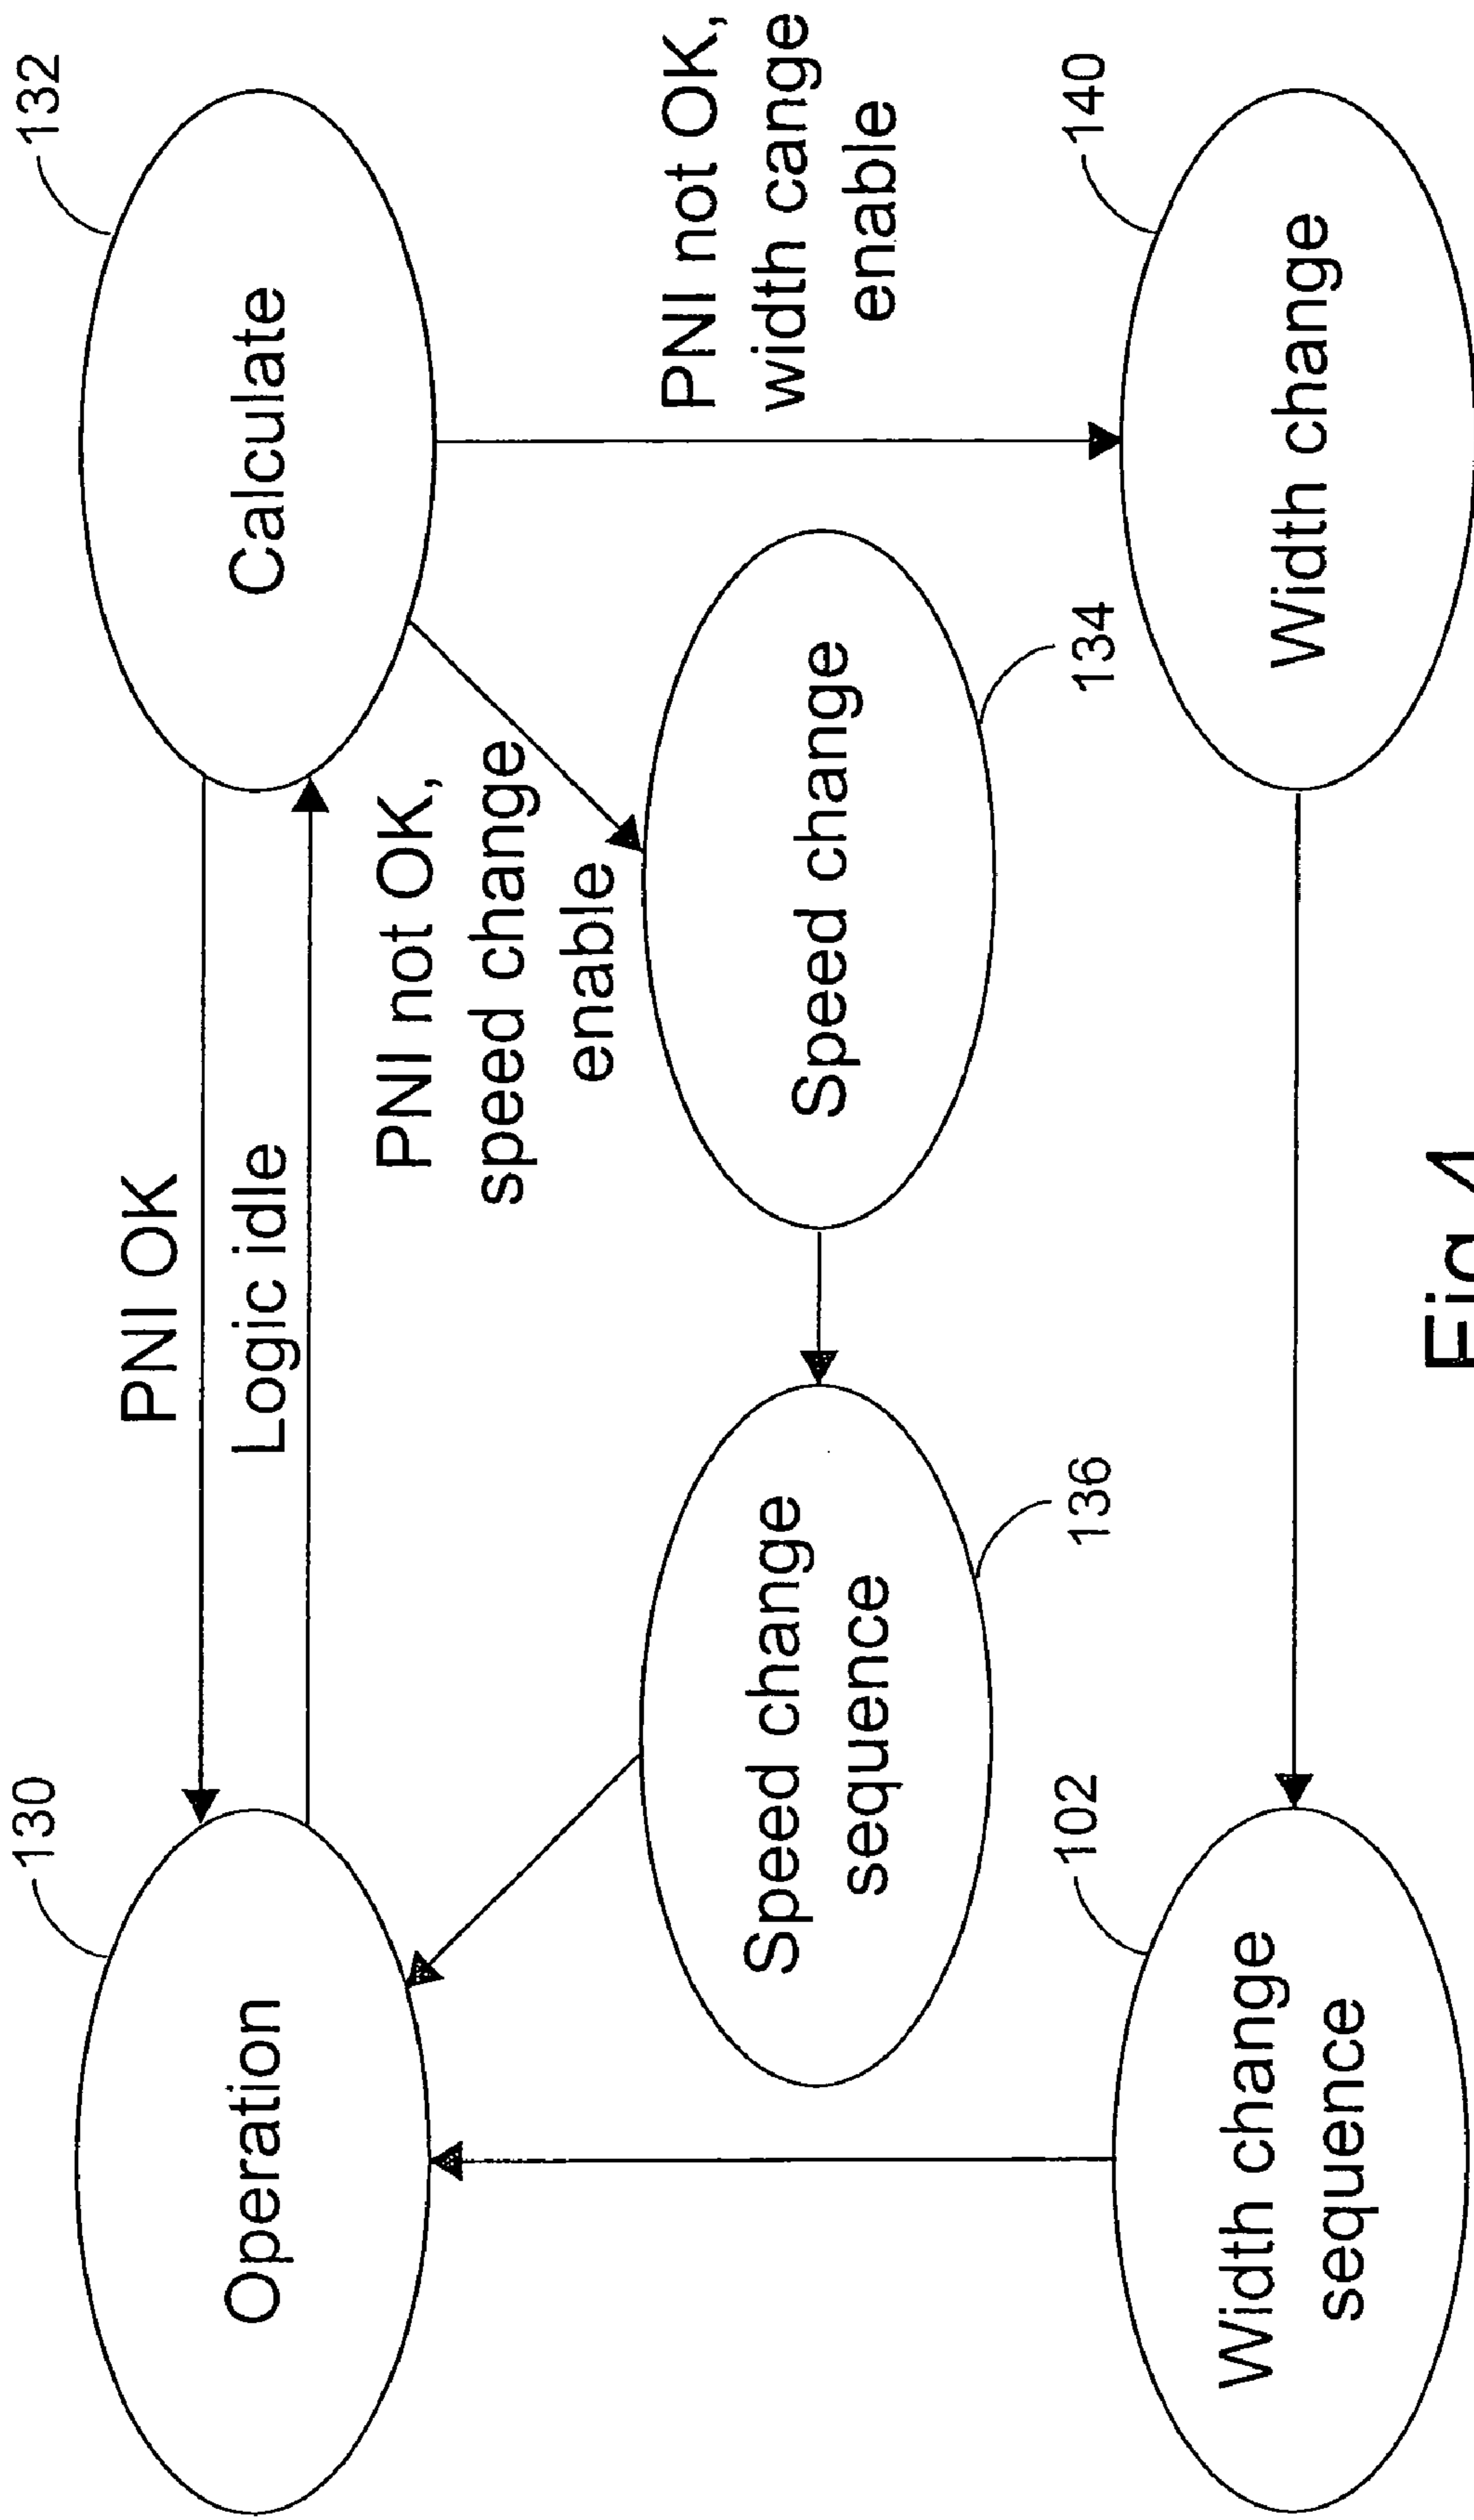 130
132
Operation
PNI OK
Logic idle
Calculate
PNI not OK,
speed change
enable
PNI not OK,
width cange
enable
Speed change
sequence
136
Speed change
134
102
140
Width change
sequence
Width change
Fig